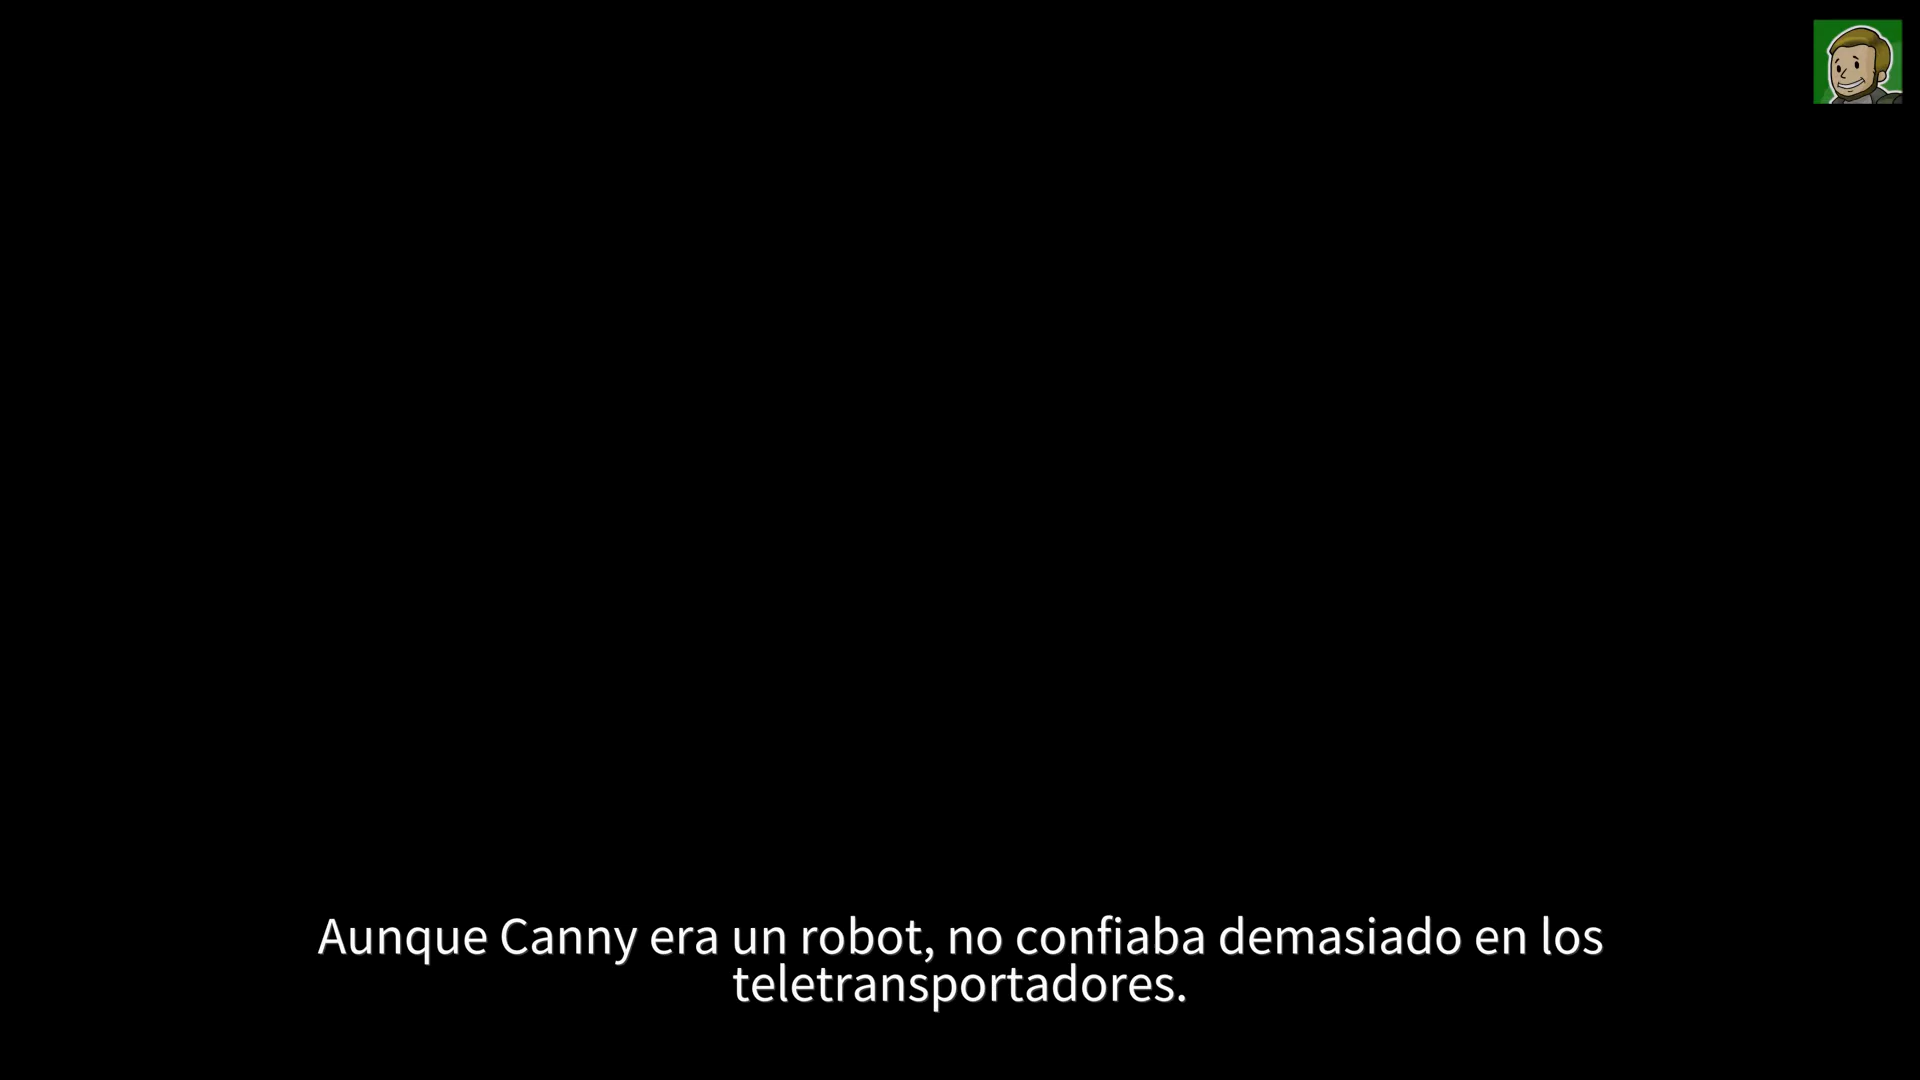 Aunque Canny era un robot, no confiaba demasiado en los
teletransportadores.